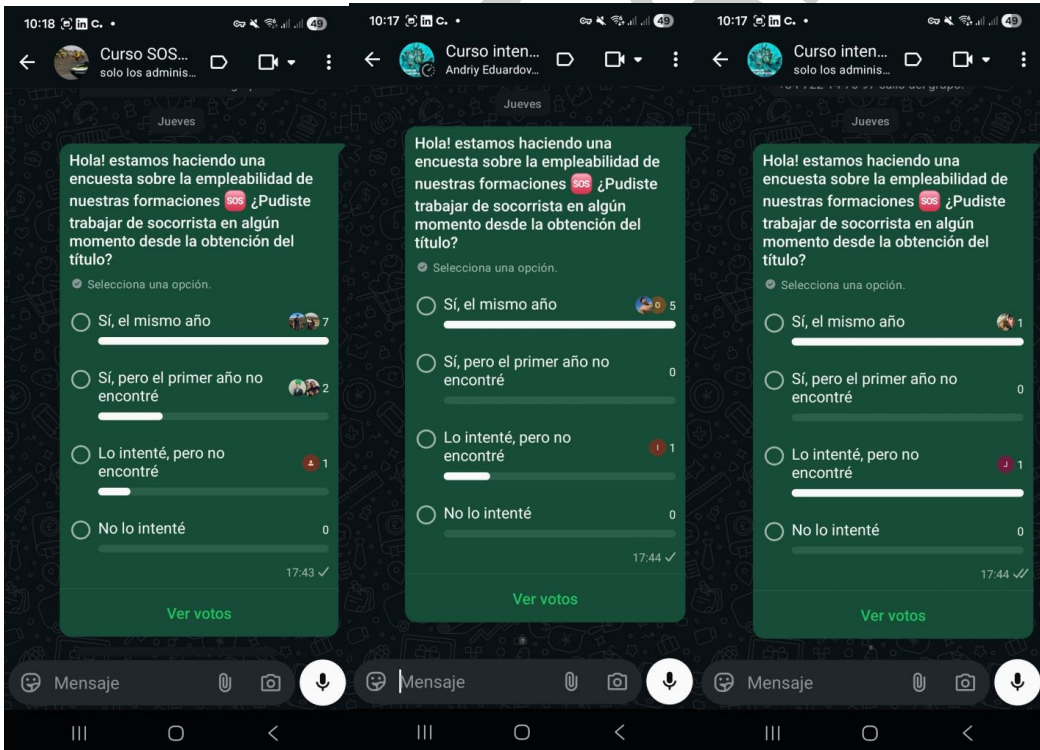 10:18 in C. • 49
Curso SOS...
solo los adminis...
Jueves
Hola! estamos haciendo una
encuesta sobre la empleabilidad de
nuestras formaciones 🆘 ¿Pudiste
trabajar de socorrista en algún
momento desde la obtención del
título?
Selecciona una opción.
Sí, el mismo año 7
Sí, pero el primer año no
encontré 2
Lo intenté, pero no
encontré 1
No lo intenté 0
17:43
Ver votos
Mensaje
10:17 in C. • 49
Curso inten...
Andriy Eduardov...
Jueves
Hola! estamos haciendo una
encuesta sobre la empleabilidad de
nuestras formaciones 🆘 ¿Pudiste
trabajar de socorrista en algún
momento desde la obtención del
título?
Selecciona una opción.
Sí, el mismo año O 5
Sí, pero el primer año no
encontré 0
Lo intenté, pero no
encontré I 1
No lo intenté 0
17:44
Ver votos
Mensaje
10:17 in C. • 49
Curso inten...
solo los adminis...
Jueves
Hola! estamos haciendo una
encuesta sobre la empleabilidad de
nuestras formaciones 🆘 ¿Pudiste
trabajar de socorrista en algún
momento desde la obtención del
título?
Selecciona una opción.
Sí, el mismo año 1
Sí, pero el primer año no
encontré 0
Lo intenté, pero no
encontré J 1
No lo intenté 0
17:44
Ver votos
Mensaje